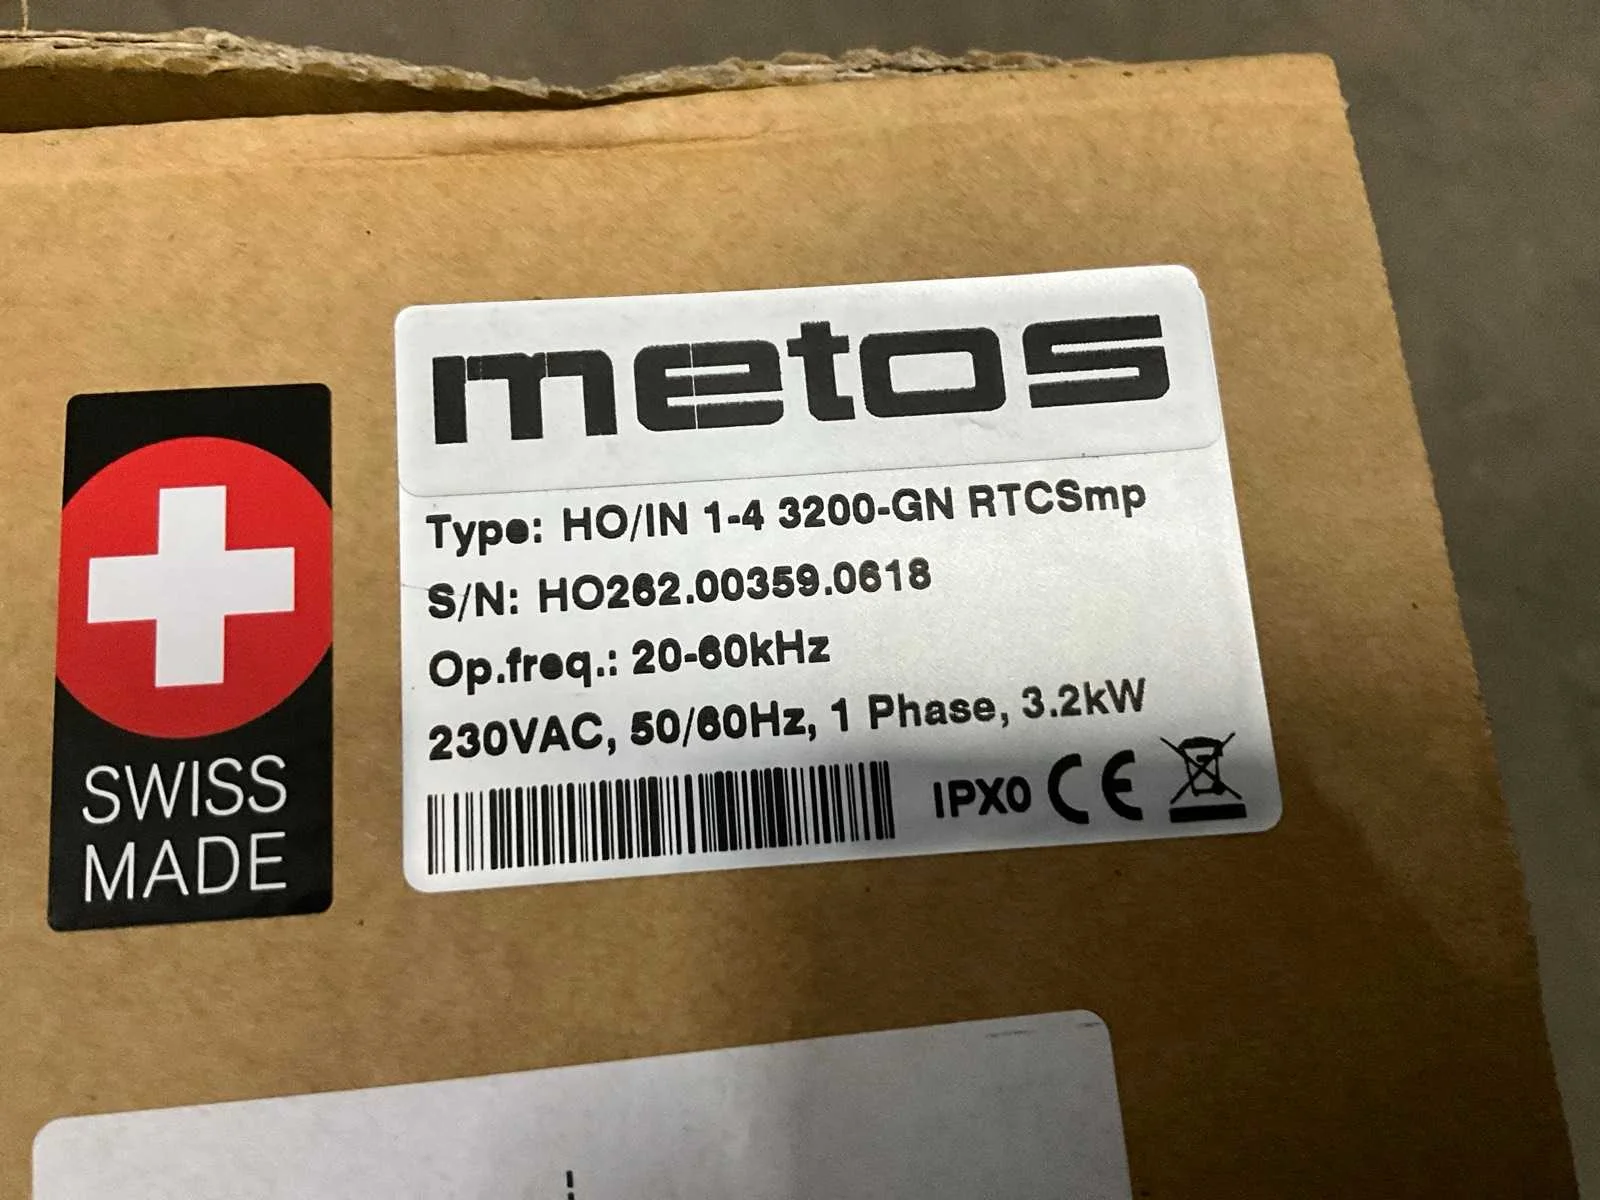 metos
Type: HO/IN 1-4 3200-GN RTCSmp
S/N: HO262.00359.0618
Op.freq.: 20-60kHz
230VAC, 50/60Hz, 1 Phase, 3.2kW
IPX0 CE
SWISS
MADE